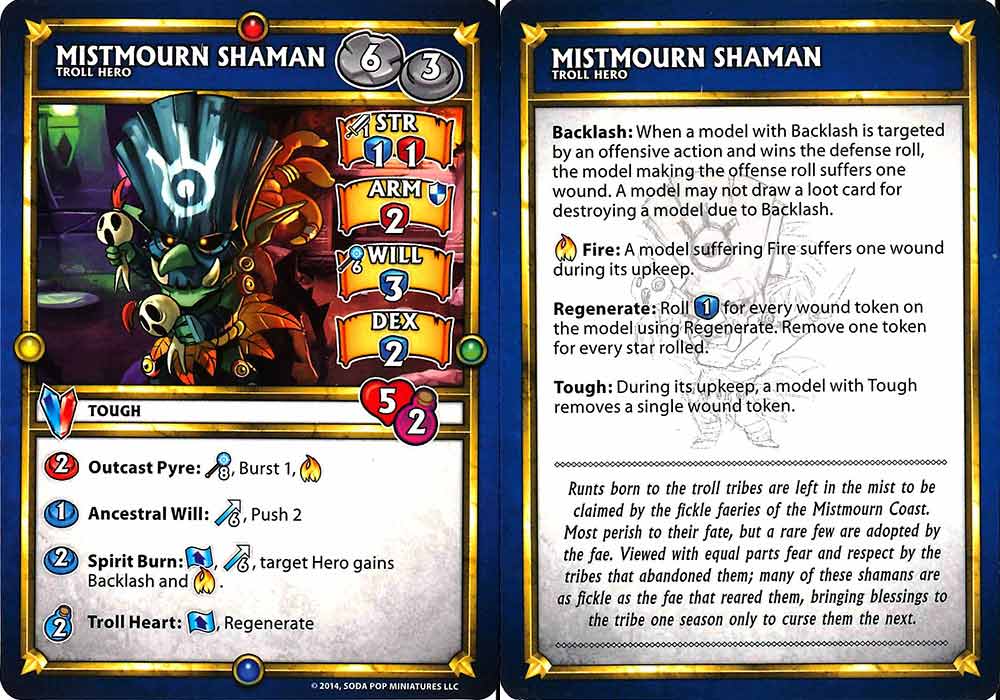 MISTMOURN SHAMAN
TROLL HERO
6
3
STR
1 1
ARM
2
WILL
8
3
DEX
2
TOUGH
5
2
2 Outcast Pyre: 8, Burst 1,
1 Ancestral Will: 6, Push 2
2 Spirit Burn: , 6, target Hero gains
Backlash and .
2 Troll Heart: , Regenerate
© 2014, SODA POP MINIATURES LLC
MISTMOURN SHAMAN
TROLL HERO
Backlash: When a model with Backlash is targeted
by an offensive action and wins the defense roll,
the model making the offense roll suffers one
wound. A model may not draw a loot card for
destroying a model due to Backlash.
Fire: A model suffering Fire suffers one wound
during its upkeep.
Regenerate: Roll 1 for every wound token on
the model using Regenerate. Remove one token
for every star rolled.
Tough: During its upkeep, a model with Tough
removes a single wound token.
Runts born to the troll tribes are left in the mist to be
claimed by the fickle faeries of the Mistmourn Coast.
Most perish to their fate, but a rare few are adopted by
the fae. Viewed with equal parts fear and respect by the
tribes that abandoned them; many of these shamans are
as fickle as the fae that reared them, bringing blessings to
the tribe one season only to curse them the next.